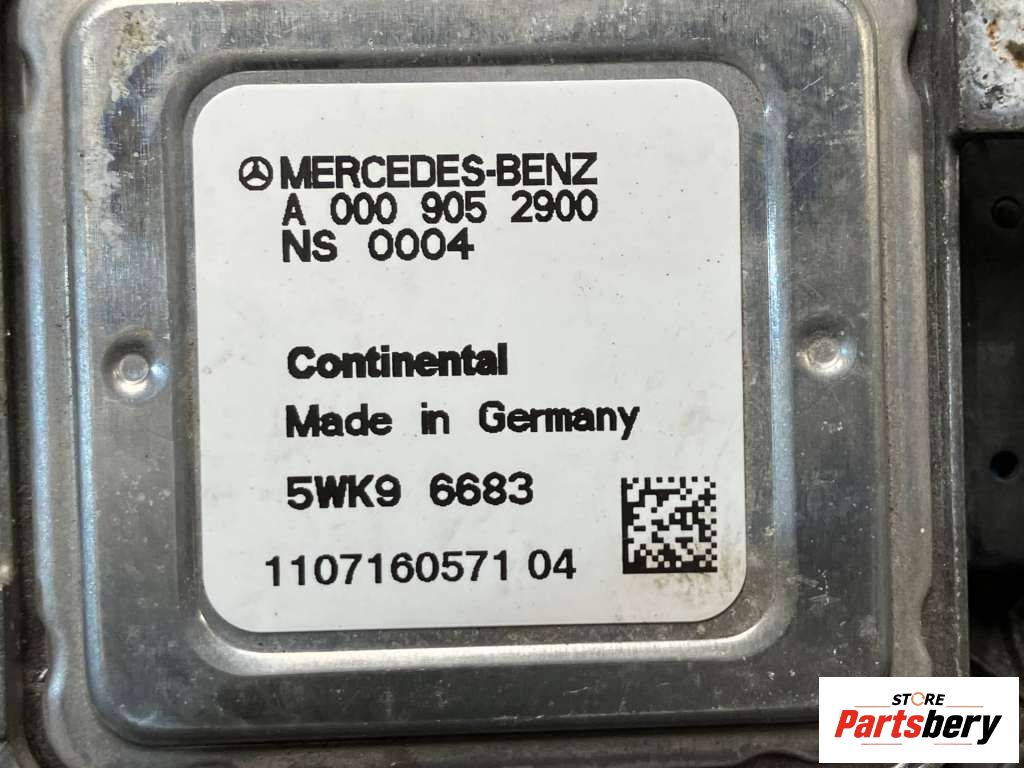 MERCEDES-BENZ
A 000 905 2900
NS 0004
Continental
Made in Germany
5WK9 6683
1107160571 04
STORE
Partsbery